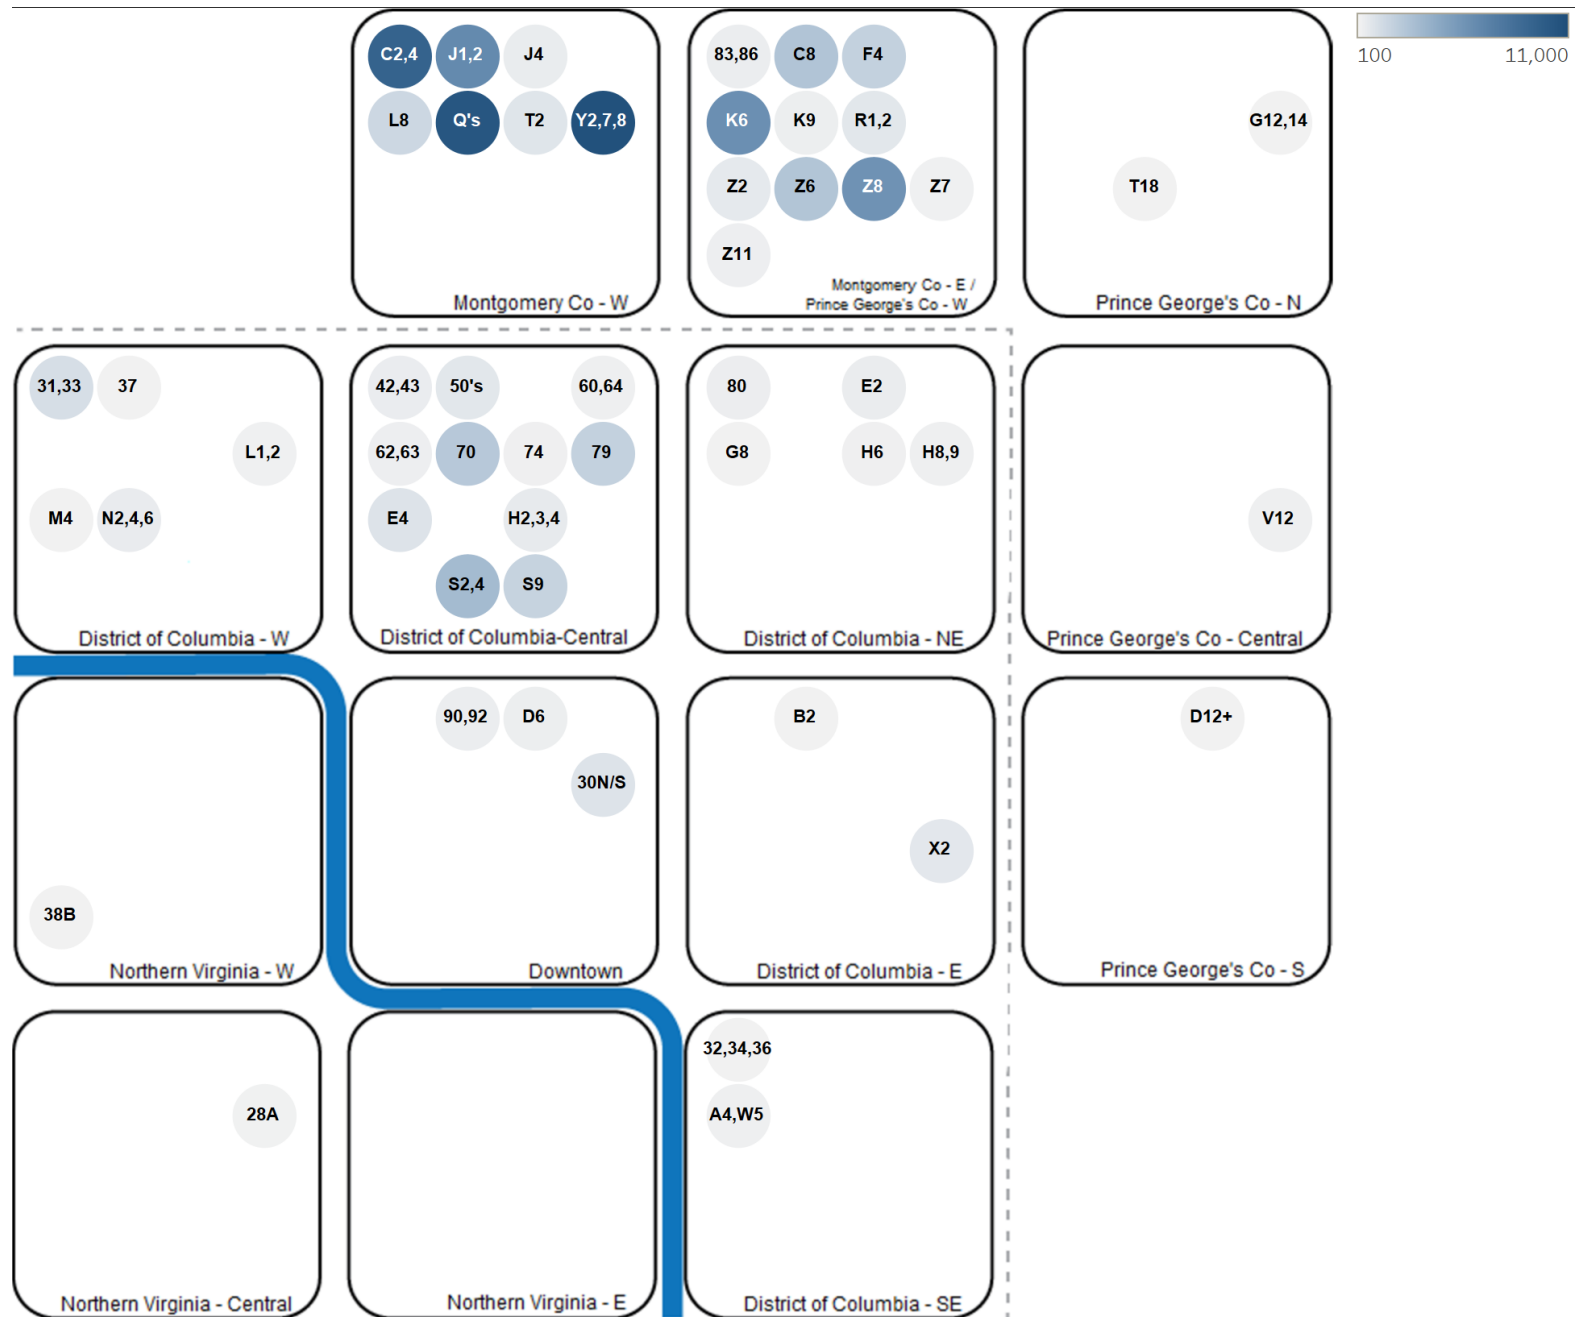 C2,4 J1,2 J4
L8 Q's T2 Y2,7,8
Montgomery Co - W
83,86 C8 F4
K6 K9 R1,2
Z2 Z6 Z8 Z7
Z11
Montgomery Co - E /
Prince George's Co - W
G12,14
T18
Prince George's Co - N
100 11,000
31,33 37
L1,2
M4 N2,4,6
District of Columbia - W
42,43 50's 60,64
62,63 70 74 79
E4 H2,3,4
S2,4 S9
District of Columbia-Central
80 E2
G8 H6 H8,9
District of Columbia - NE
V12
Prince George's Co - Central
38B
Northern Virginia - W
90,92 D6
30N/S
Downtown
B2
X2
District of Columbia - E
D12+
Prince George's Co - S
28A
Northern Virginia - Central
Northern Virginia - E
32,34,36
A4,W5
District of Columbia - SE